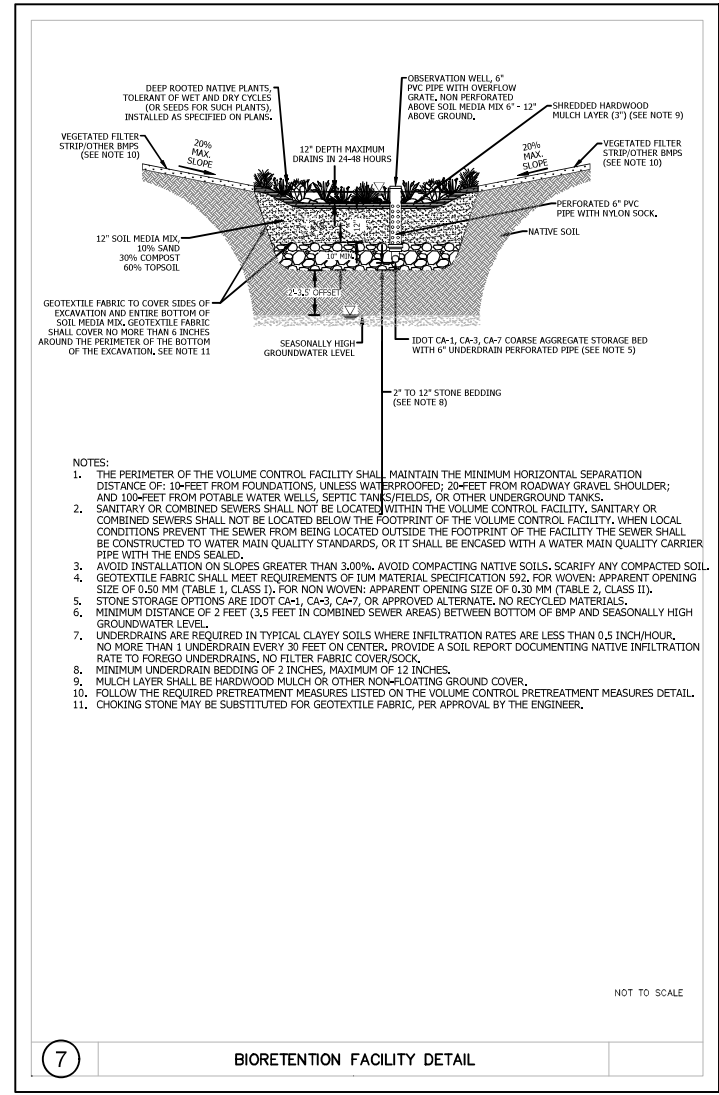 DEEP ROOTED NATIVE PLANTS,
TOLERANT OF WET AND DRY CYCLES
(OR SEEDS FOR SUCH PLANTS),
INSTALLED AS SPECIFIED ON PLANS.
OBSERVATION WELL, 6"
PVC PIPE WITH OVERFLOW
GRATE. NON PERFORATED
ABOVE SOIL MEDIA MIX 6" - 12"
ABOVE GROUND.
SHREDDED HARDWOOD
MULCH LAYER (3") (SEE NOTE 9)
VEGETATED FILTER
STRIP/OTHER BMPS
(SEE NOTE 10)
20%
MAX.
SLOPE
12" DEPTH MAXIMUM
DRAINS IN 24-48 HOURS
20%
MAX.
SLOPE
VEGETATED FILTER
STRIP/OTHER BMPS
(SEE NOTE 10)
PERFORATED 6" PVC
PIPE WITH NYLON SOCK.
NATIVE SOIL
12" SOIL MEDIA MIX,
10% SAND
30% COMPOST
60% TOPSOIL
12"
10" MIN.
2'-3.5' OFFSET
GEOTEXTILE FABRIC TO COVER SIDES OF
EXCAVATION AND ENTIRE BOTTOM OF
SOIL MEDIA MIX. GEOTEXTILE FABRIC
SHALL COVER NO MORE THAN 6 INCHES
AROUND THE PERIMETER OF THE BOTTOM
OF THE EXCAVATION. SEE NOTE 11
SEASONALLY HIGH
GROUNDWATER LEVEL
IDOT CA-1, CA-3, CA-7 COARSE AGGREGATE STORAGE BED
WITH 6" UNDERDRAIN PERFORATED PIPE (SEE NOTE 5)
2" TO 12" STONE BEDDING
(SEE NOTE 8)
NOTES:
1. THE PERIMETER OF THE VOLUME CONTROL FACILITY SHALL MAINTAIN THE MINIMUM HORIZONTAL SEPARATION
DISTANCE OF: 10-FEET FROM FOUNDATIONS, UNLESS WATERPROOFED; 20-FEET FROM ROADWAY GRAVEL SHOULDER;
AND 100-FEET FROM POTABLE WATER WELLS, SEPTIC TANKS/FIELDS, OR OTHER UNDERGROUND TANKS.
2. SANITARY OR COMBINED SEWERS SHALL NOT BE LOCATED WITHIN THE VOLUME CONTROL FACILITY. SANITARY OR
COMBINED SEWERS SHALL NOT BE LOCATED BELOW THE FOOTPRINT OF THE VOLUME CONTROL FACILITY. WHEN LOCAL
CONDITIONS PREVENT THE SEWER FROM BEING LOCATED OUTSIDE THE FOOTPRINT OF THE FACILITY THE SEWER SHALL
BE CONSTRUCTED TO WATER MAIN QUALITY STANDARDS, OR IT SHALL BE ENCASED WITH A WATER MAIN QUALITY CARRIER
PIPE WITH THE ENDS SEALED.
3. AVOID INSTALLATION ON SLOPES GREATER THAN 3.00%. AVOID COMPACTING NATIVE SOILS. SCARIFY ANY COMPACTED SOIL.
4. GEOTEXTILE FABRIC SHALL MEET REQUIREMENTS OF IUM MATERIAL SPECIFICATION 592. FOR WOVEN: APPARENT OPENING
SIZE OF 0.50 MM (TABLE 1, CLASS I). FOR NON WOVEN: APPARENT OPENING SIZE OF 0.30 MM (TABLE 2, CLASS II).
5. STONE STORAGE OPTIONS ARE IDOT CA-1, CA-3, CA-7, OR APPROVED ALTERNATE. NO RECYCLED MATERIALS.
6. MINIMUM DISTANCE OF 2 FEET (3.5 FEET IN COMBINED SEWER AREAS) BETWEEN BOTTOM OF BMP AND SEASONALLY HIGH
GROUNDWATER LEVEL.
7. UNDERDRAINS ARE REQUIRED IN TYPICAL CLAYEY SOILS WHERE INFILTRATION RATES ARE LESS THAN 0.5 INCH/HOUR.
NO MORE THAN 1 UNDERDRAIN EVERY 30 FEET ON CENTER. PROVIDE A SOIL REPORT DOCUMENTING NATIVE INFILTRATION
RATE TO FOREGO UNDERDRAINS. NO FILTER FABRIC COVER/SOCK.
8. MINIMUM UNDERDRAIN BEDDING OF 2 INCHES, MAXIMUM OF 12 INCHES.
9. MULCH LAYER SHALL BE HARDWOOD MULCH OR OTHER NON-FLOATING GROUND COVER.
10. FOLLOW THE REQUIRED PRETREATMENT MEASURES LISTED ON THE VOLUME CONTROL PRETREATMENT MEASURES DETAIL.
11. CHOKING STONE MAY BE SUBSTITUTED FOR GEOTEXTILE FABRIC, PER APPROVAL BY THE ENGINEER.
NOT TO SCALE
7
BIORETENTION FACILITY DETAIL